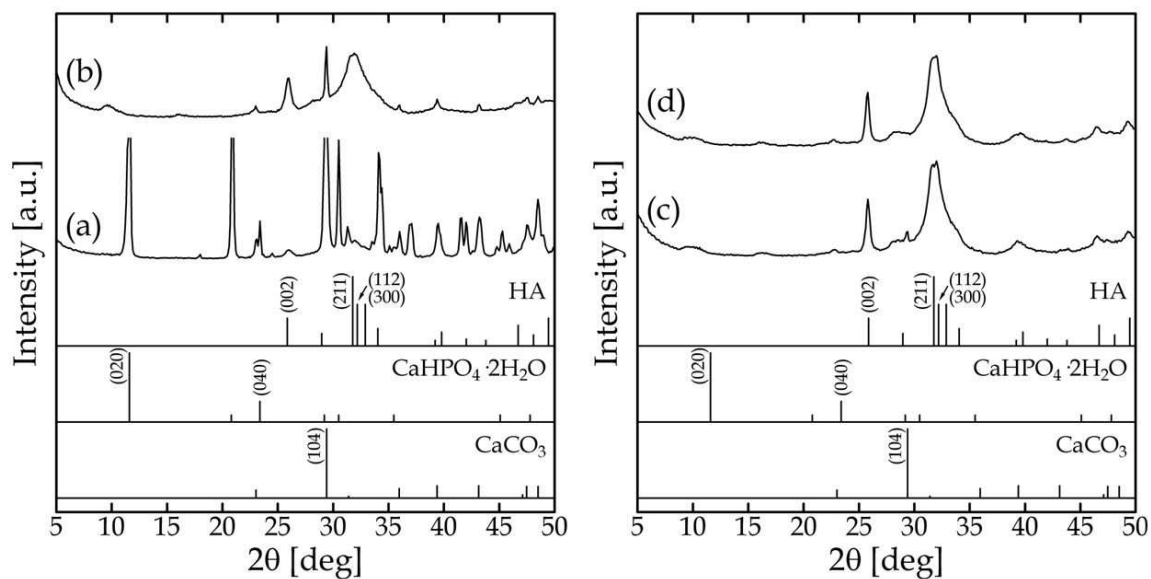 (b)
(a)
(002)
(211)
(112)
(300)
HA
(020)
(040)
CaHPO₄·2H₂O
(104)
CaCO₃
5 10 15 20 25 30 35 40 45 50
2θ [deg]
Intensity [a.u.]
(d)
(c)
(002)
(211)
(112)
(300)
HA
(020)
(040)
CaHPO₄·2H₂O
(104)
CaCO₃
5 10 15 20 25 30 35 40 45 50
2θ [deg]
Intensity [a.u.]